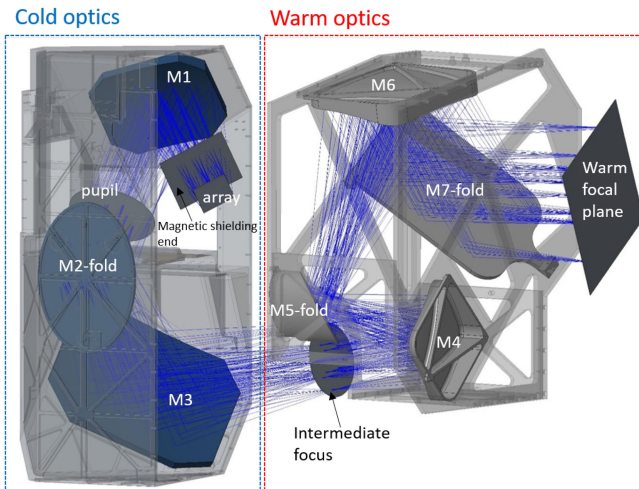 Cold optics
Warm optics
M1
M6
pupil
array
Magnetic shielding
end
M7-fold
Warm
focal
plane
M2-fold
M5-fold
M4
M3
Intermediate
focus